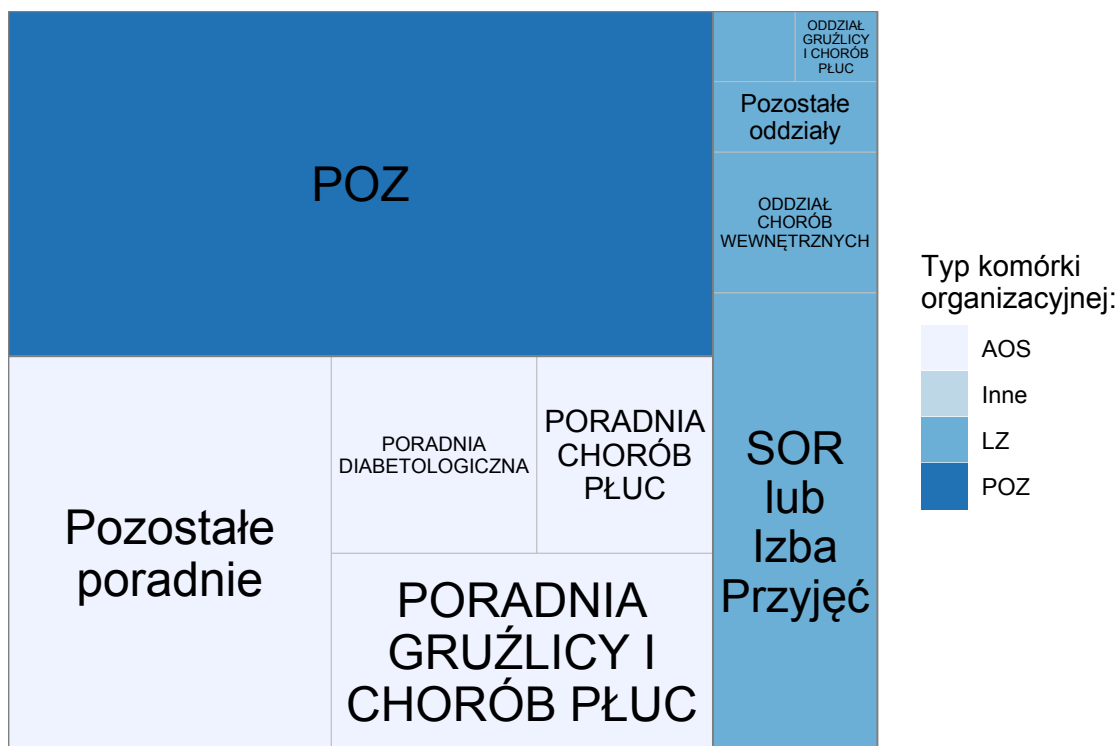 POZ
ODDZIAŁ
GRUŹLICY
I CHORÓB
PŁUC
Pozostałe
oddziały
ODDZIAŁ
CHORÓB
WEWNĘTRZNYCH
SOR
lub
Izba
Przyjęć
Pozostałe
poradnie
PORADNIA
DIABETOLOGICZNA
PORADNIA
CHORÓB
PŁUC
PORADNIA
GRUŹLICY I
CHORÓB PŁUC
Typ komórki
organizacyjnej:
AOS
Inne
LZ
POZ